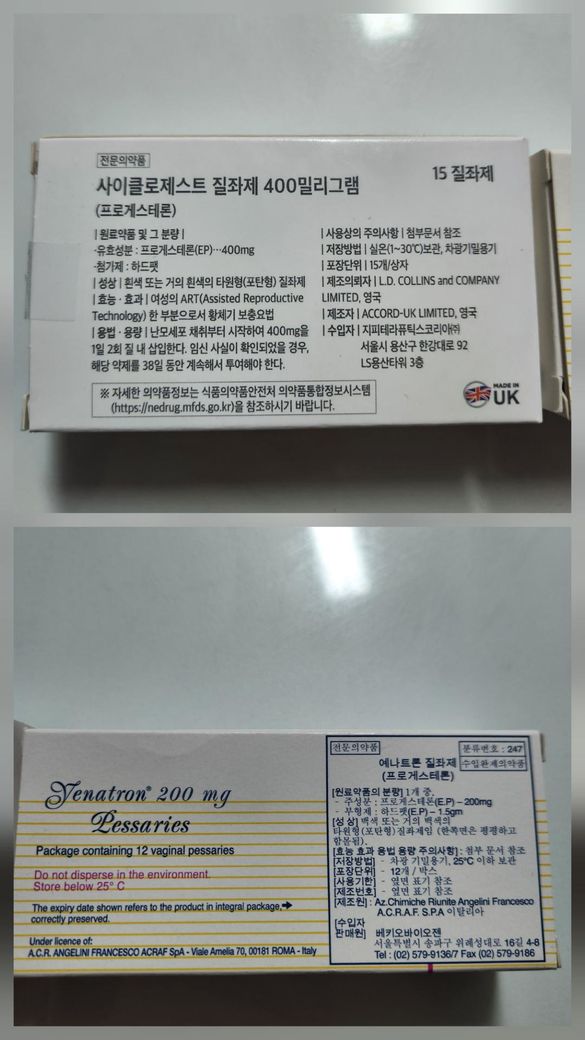 전문의약품
사이클로제스트 질좌제 400밀리그램
15 질좌제
(프로게스테론)
| 원료약품 및 그 분량 |
·유효성분 : 프로게스테론(EP)…400mg
·첨가제 : 하드팻
| 성상 | 흰색 또는 거의 흰색의 타원형(포탄형) 질좌제
| 효능 · 효과 | 여성의 ART(Assisted Reproductive
Technology) 한 부분으로서 황체기 보충요법
| 용법 · 용량 | 난모세포 채취부터 시작하여 400mg을
1일 2회 질 내 삽입한다. 임신 사실이 확인되었을 경우,
해당 약제를 38일 동안 계속해서 투여해야 한다.
| 사용상의 주의사항 | 첨부문서 참조
| 저장방법 | 실온(1~30℃)보관, 차광기밀용기
| 포장단위 | 15개/상자
| 제조의뢰자 | L.D. COLLINS and COMPANY
LIMITED, 영국
| 제조자 | ACCORD-UK LIMITED, 영국
| 수입자 | 지피테라퓨틱스코리아㈜
서울시 용산구 한강대로 92
LS용산타워 3층
※ 자세한 의약품정보는 식품의약품안전처 의약품통합정보시스템
(https://nedrug.mfds.go.kr)을 참조하시기 바랍니다.
MADE IN
UK
Yenatron® 200 mg
Pessaries
Package containing 12 vaginal pessaries
Do not disperse in the environment.
Store below 25° C
The expiry date shown refers to the product in integral package,
correctly preserved.
Under licence of:
A.C.R. ANGELINI FRANCESCO ACRAF SpA - Viale Amelia 70, 00181 ROMA - Italy
전문의약품
분류번호 : 247
에나트론 질좌제
수입완제의약품
(프로게스테론)
[원료약품의 분량] 1개 중,
- 주성분 : 프로게스테론(E.P) – 200mg
- 부형제 : 하드팻(E.P) – 1.5gm
[성 상] 백색 또는 거의 백색의
타원형(포탄형)질좌제임 (한쪽면은 평평하고
함몰됨).
[효능 효과 용법 용량 주의사항] : 첨부 문서 참조
[저장방법] - 차광 기밀용기, 25°C 이하 보관
[포장단위] - 12개 / 박스
[사용기한] - 옆면 표기 참조
[제조번호] - 옆면 표기 참조
[제조원] : Az.Chimiche Riunite Angelini Francesco
A.C.R.A.F. S.P.A 이탈리아
[수입자
판매원] 베키오바이오젠
서울특별시 송파구 위례성대로 16길 4-8
Tel : (02) 579-9136/7 Fax (02) 579-9186